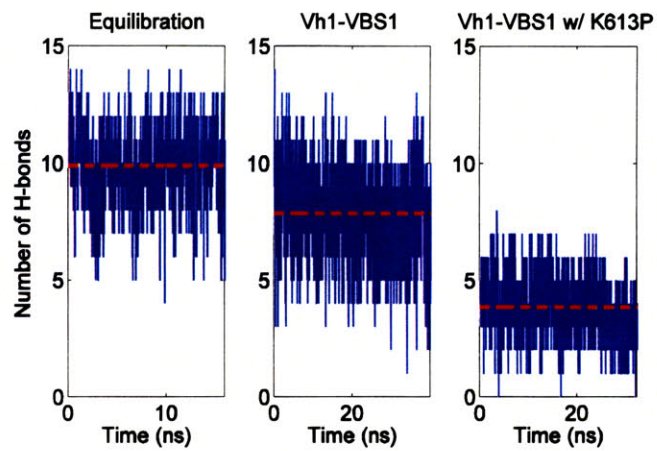 Equilibration Vh1-VBS1 Vh1-VBS1 w/ K613P
Number of H-bonds
15 15 15
10 10 10
5 5 5
0 0 0
0 10 0 20 0 20
Time (ns) Time (ns) Time (ns)